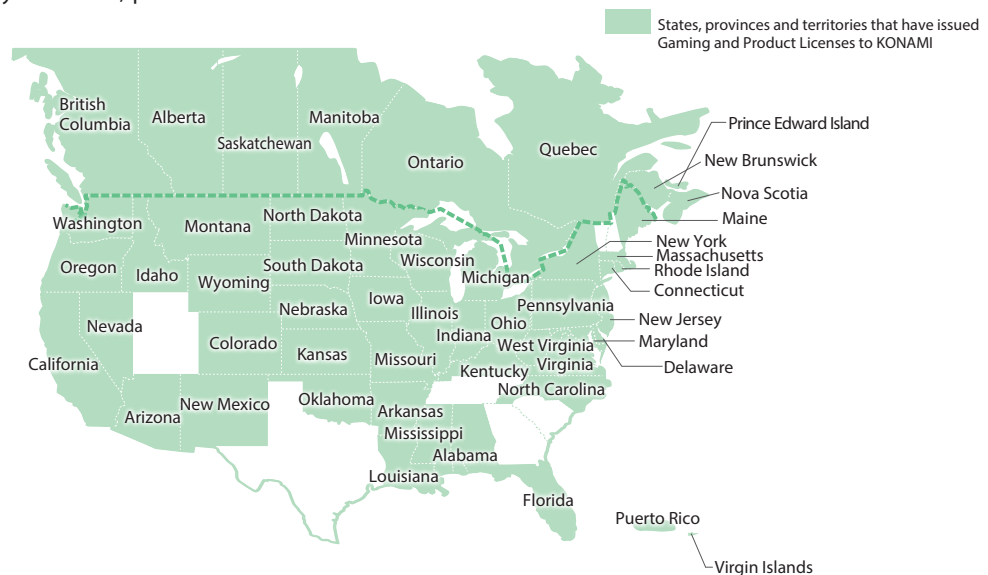 States, provinces and territories that have issued
Gaming and Product Licenses to KONAMI
British
Columbia
Alberta
Saskatchewan
Manitoba
Ontario
Quebec
Prince Edward Island
New Brunswick
Nova Scotia
Maine
Washington
Montana
North Dakota
Minnesota
New York
Massachusetts
Rhode Island
Connecticut
Oregon
Idaho
Wyoming
South Dakota
Wisconsin
Michigan
Nebraska
Iowa
Illinois
Indiana
Ohio
Pennsylvania
New Jersey
Maryland
Delaware
Nevada
California
Colorado
Kansas
Missouri
West Virginia
Virginia
Kentucky
North Carolina
Arizona
New Mexico
Oklahoma
Arkansas
Mississippi
Alabama
Louisiana
Florida
Puerto Rico
Virgin Islands